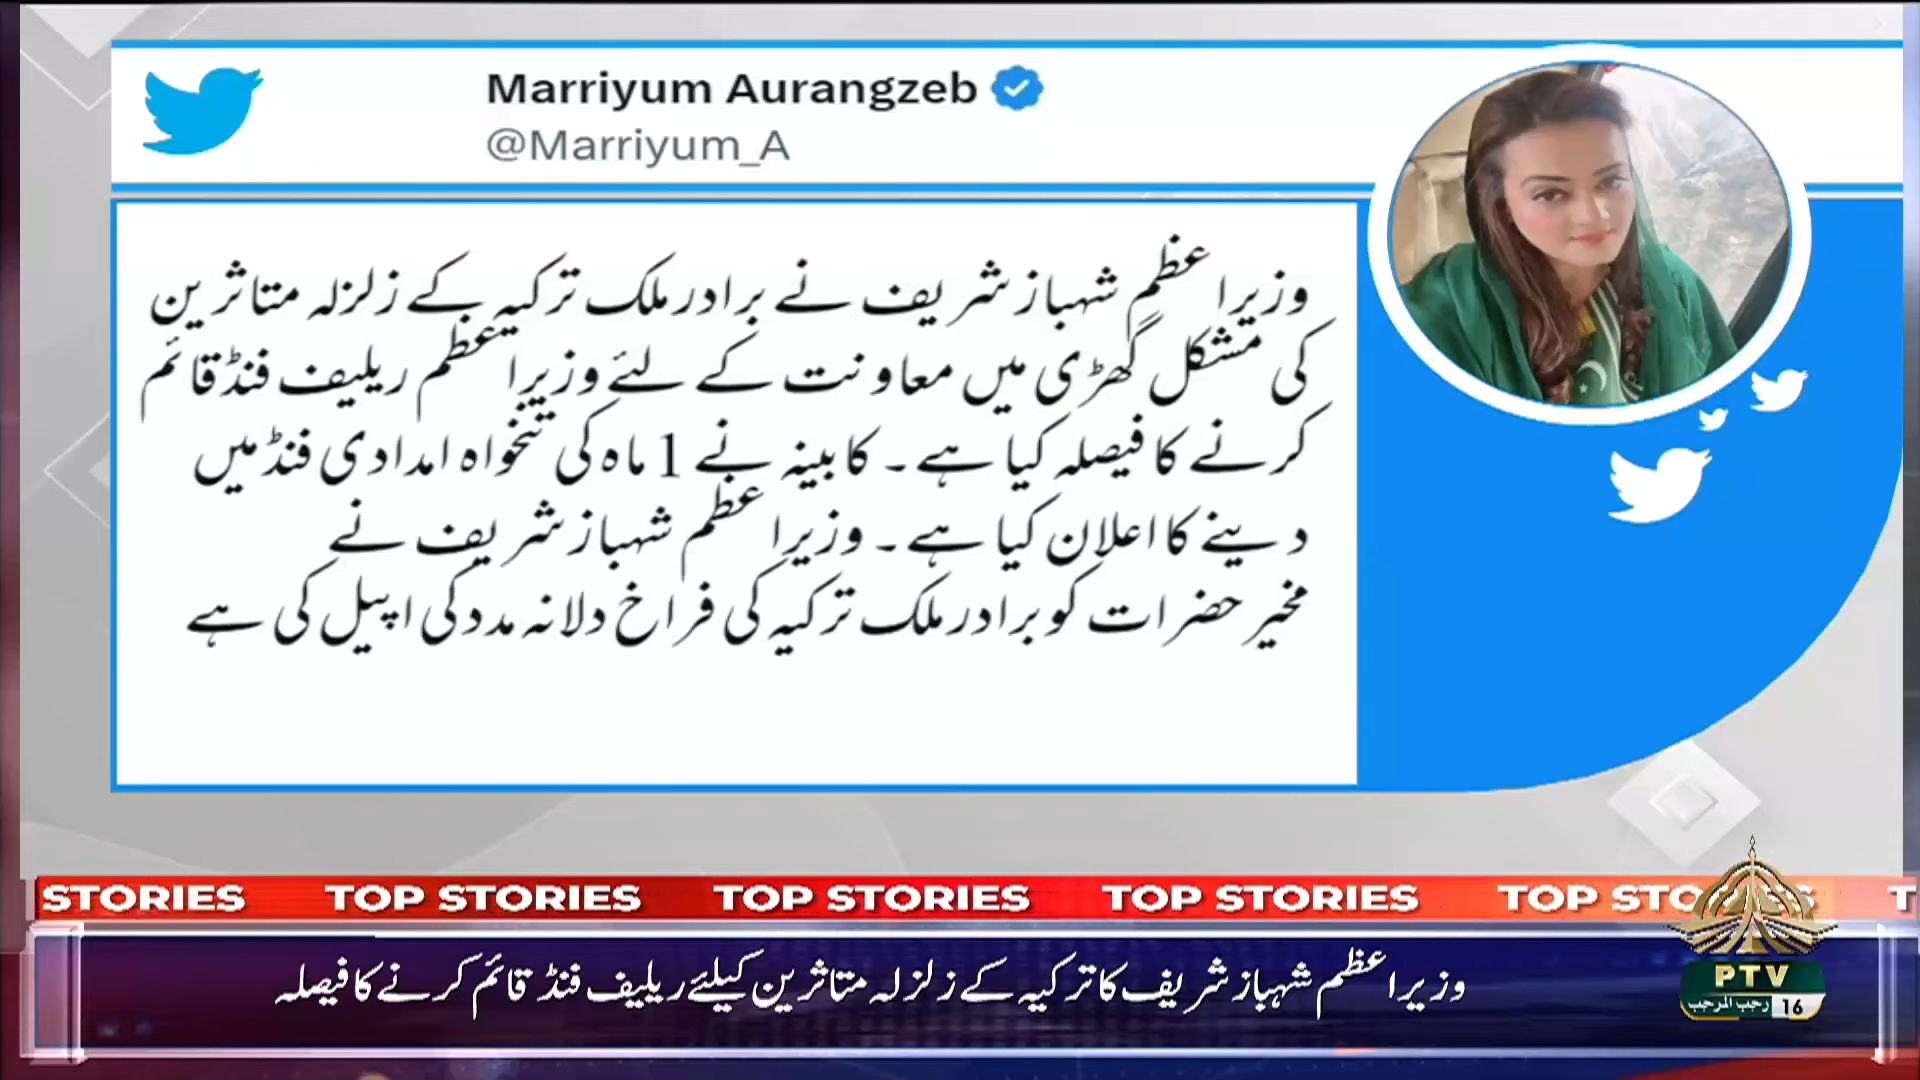 Marriyum Aurangzeb
@Marriyum_A
وزیراعظم شہباز شریف نے برادر ملک ترکیہ کے زلزلہ متاثرین
کی مشکل گھڑی میں معاونت کے لئے وزیراعظم ریلیف فنڈ قائم
کرنے کا فیصلہ کیا ہے۔ کابینہ نے 1 ماہ کی تنخواہ امدادی فنڈ میں
دینے کا اعلان کیا ہے۔ وزیراعظم شہباز شریف نے
مخیر حضرات کو برادر ملک ترکیہ کی فراخ دلانہ مدد کی اپیل کی ہے
STORIES TOP STORIES TOP STORIES TOP STORIES TOP STORIES T
وزیراعظم شہباز شریف کا ترکیہ کے زلزلہ متاثرین کیلئے ریلیف فنڈ قائم کرنے کا فیصلہ
PTV
16 رجب المرجب